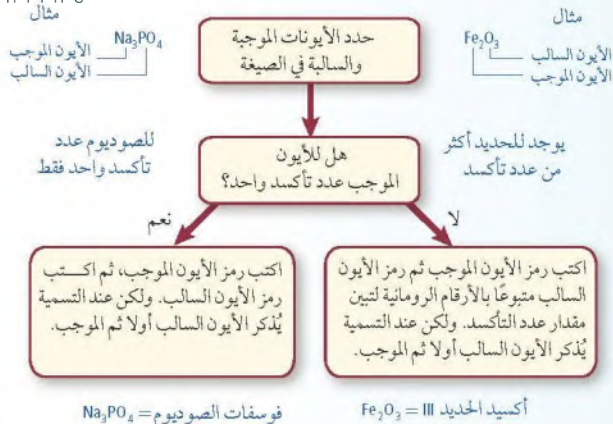 مثال
Fe₂O₃
الأيون السالب
الأيون الموجب
حدد الأيونات الموجبة
والسالبة في الصيغة
مثال
Na₃PO₄
الأيون الموجب
الأيون السالب
يوجد للحديد أكثر
من عدد تأكسد
هل للأيون
الموجب عدد تأكسد واحد؟
للصوديوم عدد
تأكسد واحد فقط
لا
نعم
اكتب رمز الأيون الموجب ثم رمز الأيون
السالب متبوعًا بالأرقام الرومانية لتبين
مقدار عدد التأكسد. ولكن عند التسمية
يُذكر الأيون السالب أولا ثم الموجب.
اكتب رمز الأيون الموجب، ثم اكتب
رمز الأيون السالب. ولكن عند التسمية
يُذكر الأيون السالب أولا ثم الموجب.
أكسيد الحديد III = Fe₂O₃
فوسفات الصوديوم = Na₃PO₄